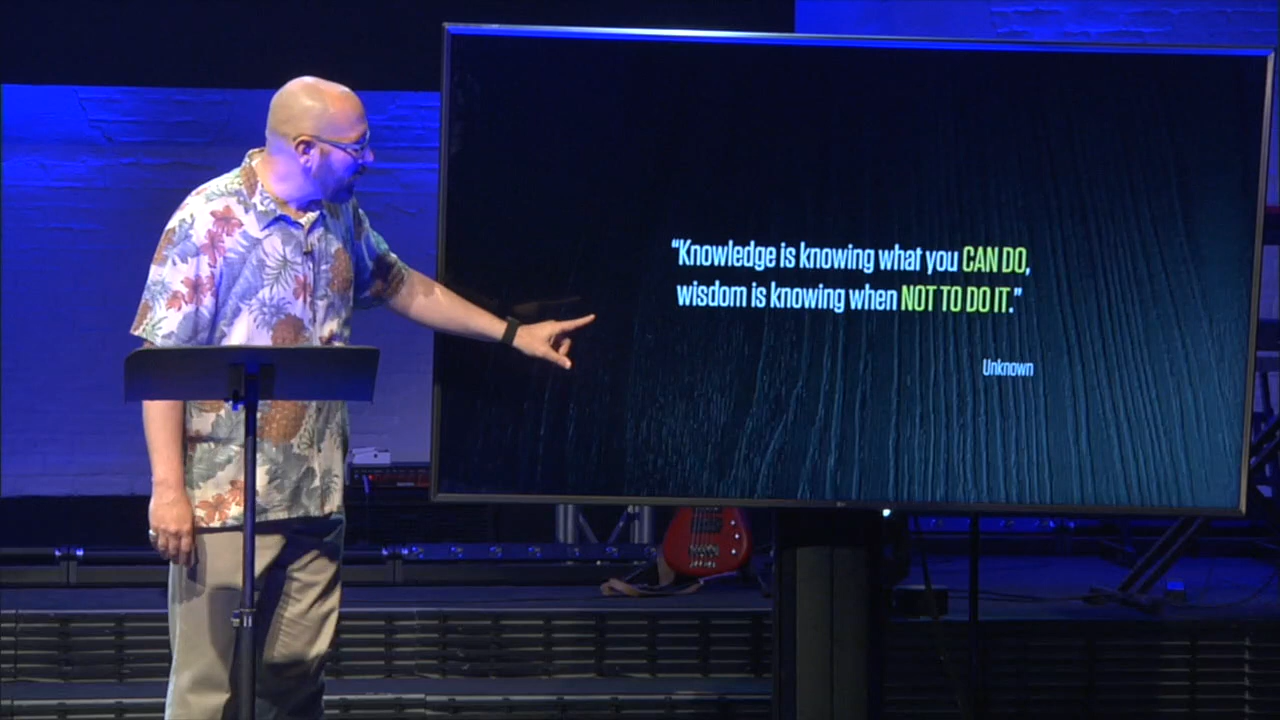 “Knowledge is knowing what you CAN DO,
wisdom is knowing when NOT TO DO IT.”
Unknown